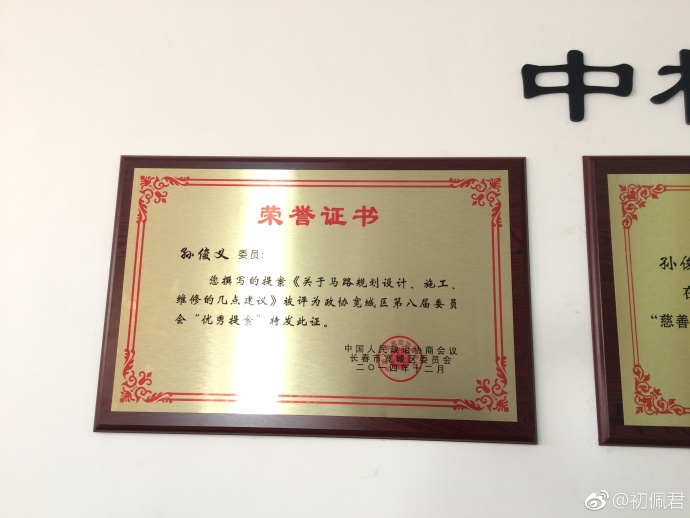 中
荣誉证书
孙俊义 委员：
您撰写的提案《关于马路规划设计、施工、
维修的几点建议》被评为政协宽城区第八届委员
会“优秀提案”特发此证。
中国人民政治协商会议
长春市宽城区委员会
二〇一四年十二月
孙俊
在
“慈善
@初佩君